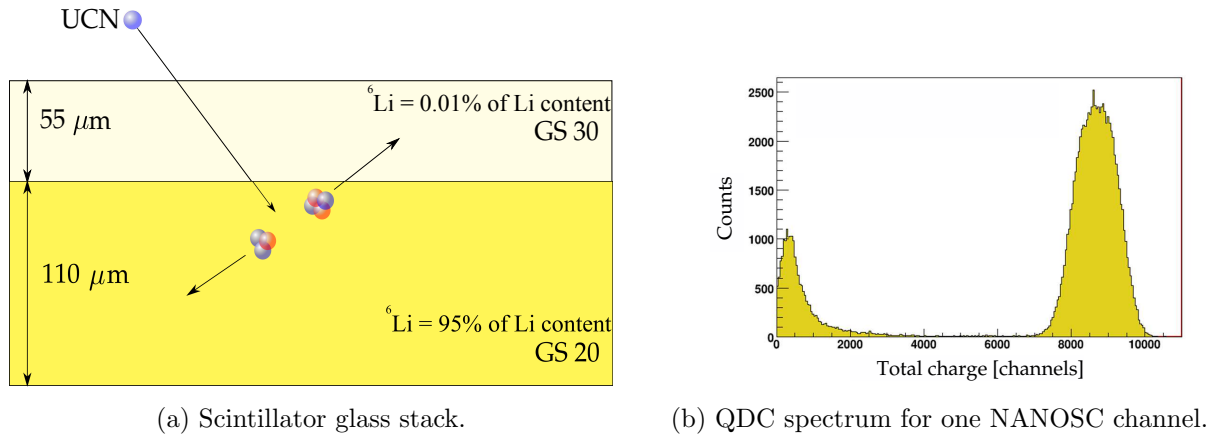 UCN
55 μm
⁶Li = 0.01% of Li content
GS 30
110 μm
⁶Li = 95% of Li content
GS 20
(a) Scintillator glass stack.
2500
2000
1500
1000
500
0
Counts
0 2000 4000 6000 8000 10000
Total charge [channels]
(b) QDC spectrum for one NANOSC channel.